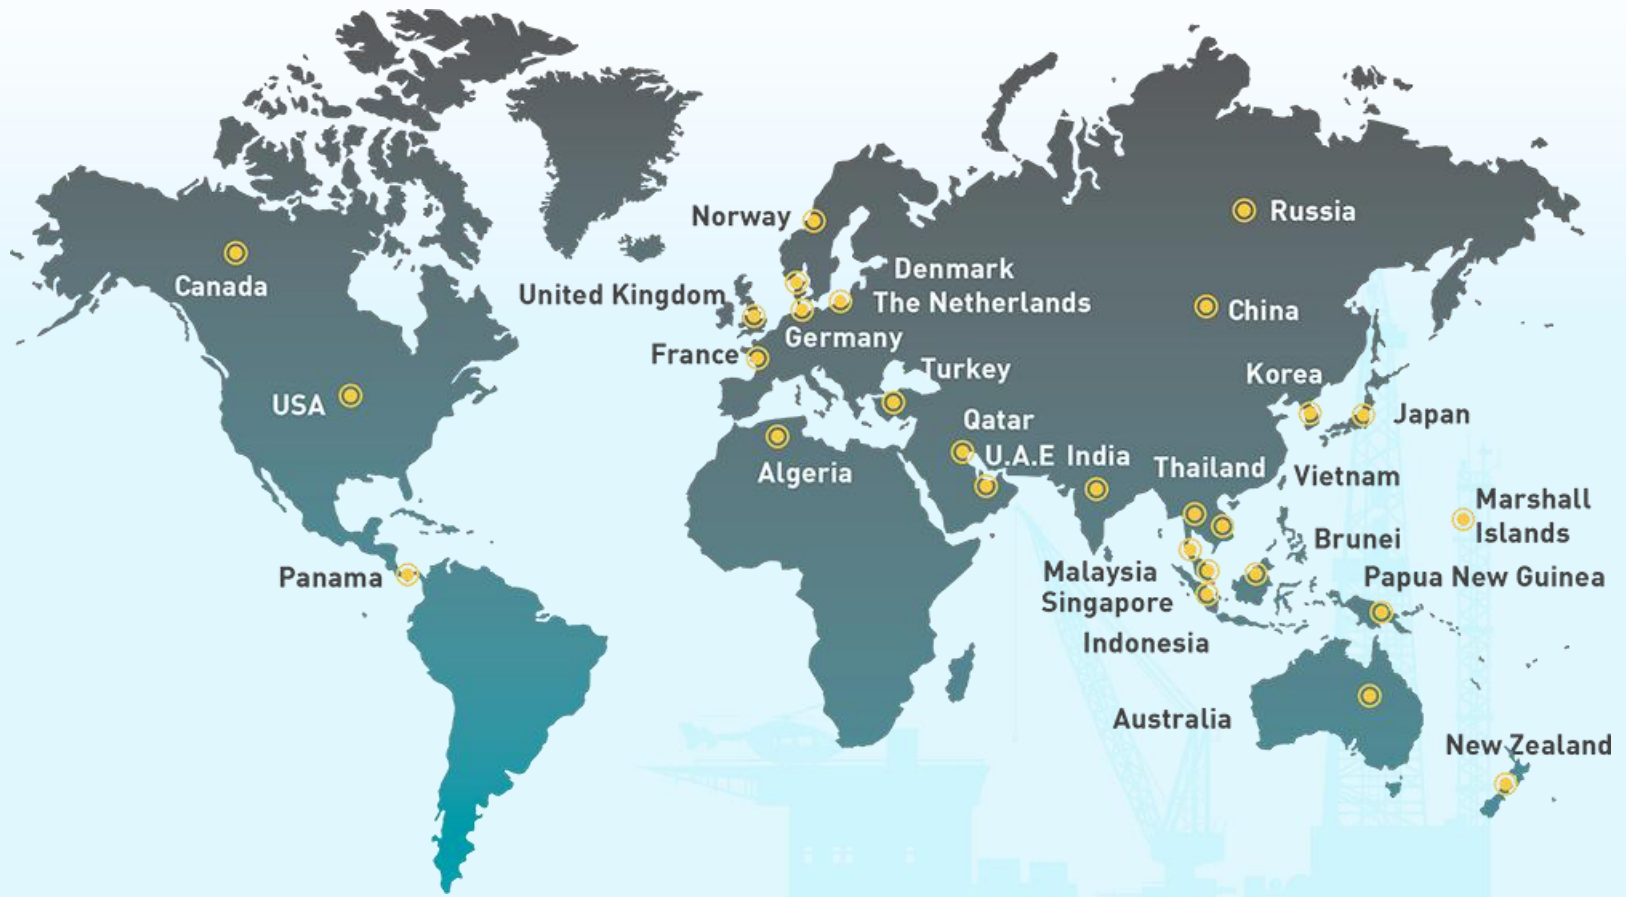 Russia
Norway
Denmark
Canada
United Kingdom
The Netherlands
China
Germany
France
Turkey
Korea
USA
Japan
Qatar
U.A.E
India
Thailand
Algeria
Vietnam
Marshall
Islands
Brunei
Panama
Malaysia
Papua New Guinea
Singapore
Indonesia
Australia
New Zealand